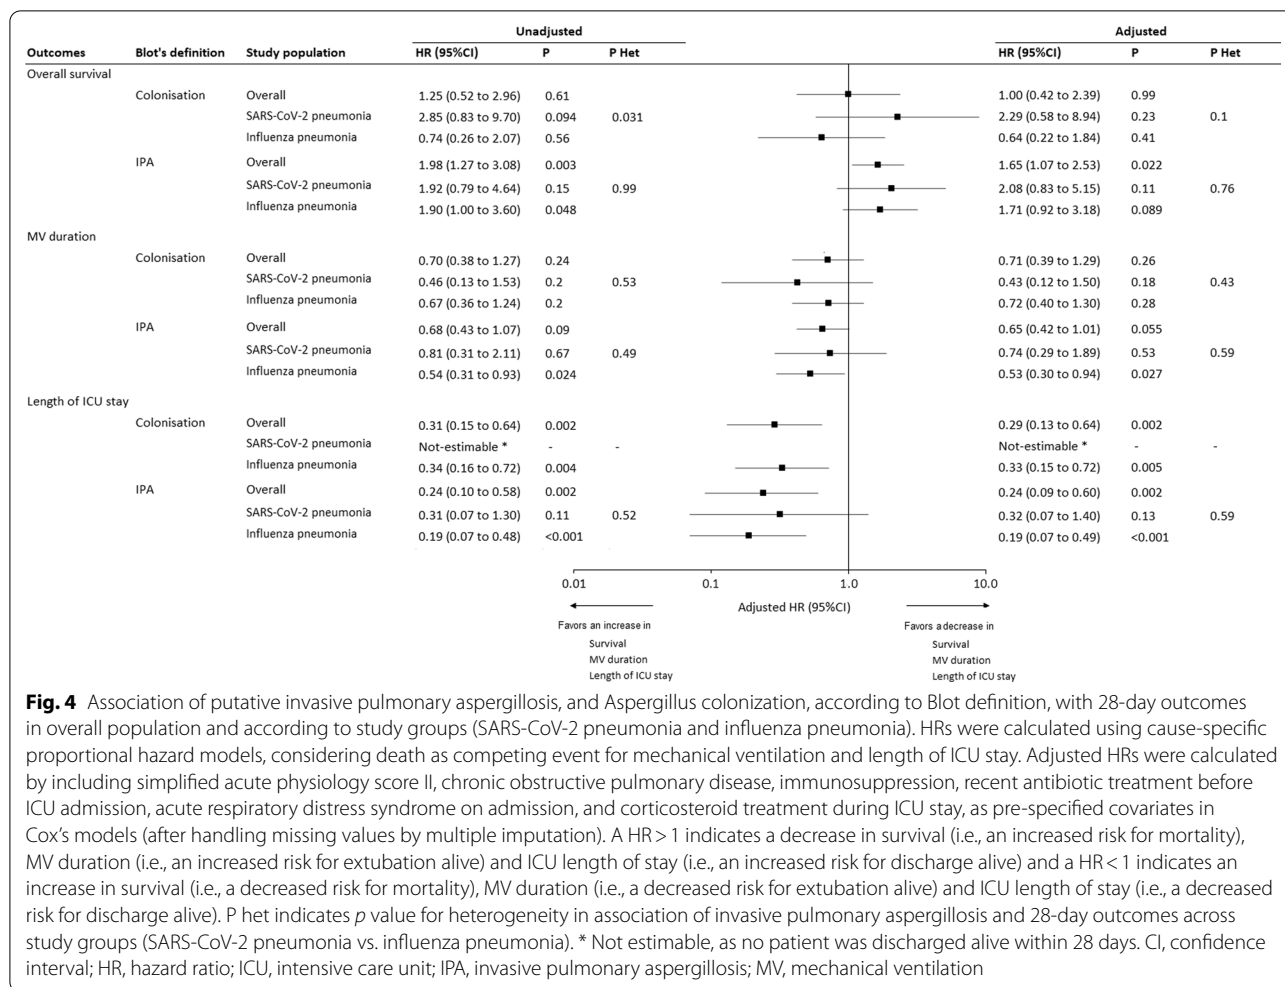 Unadjusted Adjusted
Outcomes Blot's definition Study population HR (95%CI) P P Het HR (95%CI) P P Het
Overall survival
Colonisation Overall 1.25 (0.52 to 2.96) 0.61 1.00 (0.42 to 2.39) 0.99
SARS-CoV-2 pneumonia 2.85 (0.83 to 9.70) 0.094 0.031 2.29 (0.58 to 8.94) 0.23 0.1
Influenza pneumonia 0.74 (0.26 to 2.07) 0.56 0.64 (0.22 to 1.84) 0.41
IPA Overall 1.98 (1.27 to 3.08) 0.003 1.65 (1.07 to 2.53) 0.022
SARS-CoV-2 pneumonia 1.92 (0.79 to 4.64) 0.15 0.99 2.08 (0.83 to 5.15) 0.11 0.76
Influenza pneumonia 1.90 (1.00 to 3.60) 0.048 1.71 (0.92 to 3.18) 0.089
MV duration
Colonisation Overall 0.70 (0.38 to 1.27) 0.24 0.71 (0.39 to 1.29) 0.26
SARS-CoV-2 pneumonia 0.46 (0.13 to 1.53) 0.2 0.53 0.43 (0.12 to 1.50) 0.18 0.43
Influenza pneumonia 0.67 (0.36 to 1.24) 0.2 0.72 (0.40 to 1.30) 0.28
IPA Overall 0.68 (0.43 to 1.07) 0.09 0.65 (0.42 to 1.01) 0.055
SARS-CoV-2 pneumonia 0.81 (0.31 to 2.11) 0.67 0.49 0.74 (0.29 to 1.89) 0.53 0.59
Influenza pneumonia 0.54 (0.31 to 0.93) 0.024 0.53 (0.30 to 0.94) 0.027
Length of ICU stay
Colonisation Overall 0.31 (0.15 to 0.64) 0.002 0.29 (0.13 to 0.64) 0.002
SARS-CoV-2 pneumonia Not-estimable * - - Not-estimable * - -
Influenza pneumonia 0.34 (0.16 to 0.72) 0.004 0.33 (0.15 to 0.72) 0.005
IPA Overall 0.24 (0.10 to 0.58) 0.002 0.24 (0.09 to 0.60) 0.002
SARS-CoV-2 pneumonia 0.31 (0.07 to 1.30) 0.11 0.52 0.32 (0.07 to 1.40) 0.13 0.59
Influenza pneumonia 0.19 (0.07 to 0.48) <0.001 0.19 (0.07 to 0.49) <0.001
0.01 0.1 1.0 10.0
Adjusted HR (95%CI)
Favors an increase in Favors a decrease in
Survival Survival
MV duration MV duration
Length of ICU stay Length of ICU stay
Fig. 4 Association of putative invasive pulmonary aspergillosis, and Aspergillus colonization, according to Blot definition, with 28-day outcomes
in overall population and according to study groups (SARS-CoV-2 pneumonia and influenza pneumonia). HRs were calculated using cause-specific
proportional hazard models, considering death as competing event for mechanical ventilation and length of ICU stay. Adjusted HRs were calculated
by including simplified acute physiology score II, chronic obstructive pulmonary disease, immunosuppression, recent antibiotic treatment before
ICU admission, acute respiratory distress syndrome on admission, and corticosteroid treatment during ICU stay, as pre-specified covariates in
Cox's models (after handling missing values by multiple imputation). A HR > 1 indicates a decrease in survival (i.e., an increased risk for mortality),
MV duration (i.e., an increased risk for extubation alive) and ICU length of stay (i.e., an increased risk for discharge alive) and a HR < 1 indicates an
increase in survival (i.e., a decreased risk for mortality), MV duration (i.e., a decreased risk for extubation alive) and ICU length of stay (i.e., a decreased
risk for discharge alive). P het indicates p value for heterogeneity in association of invasive pulmonary aspergillosis and 28-day outcomes across
study groups (SARS-CoV-2 pneumonia vs. influenza pneumonia). * Not estimable, as no patient was discharged alive within 28 days. CI, confidence
interval; HR, hazard ratio; ICU, intensive care unit; IPA, invasive pulmonary aspergillosis; MV, mechanical ventilation